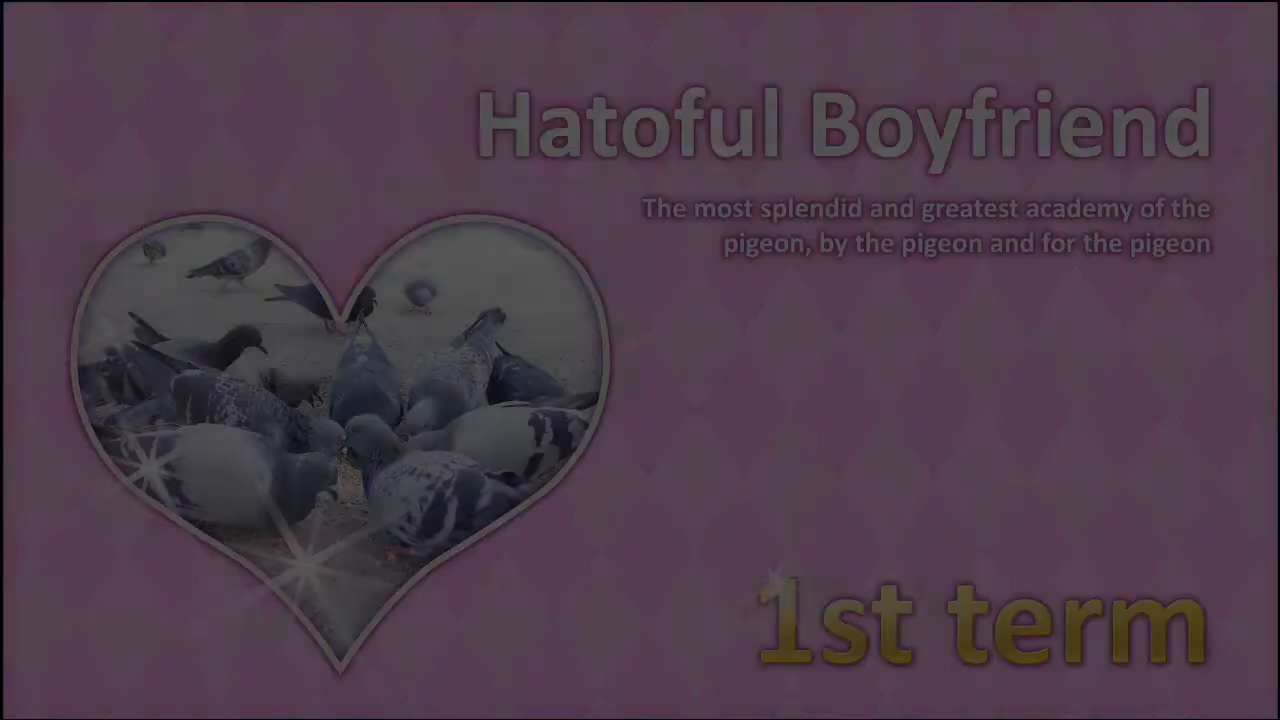 Hatoful Boyfriend
The most splendid and greatest academy of the
pigeon, by the pigeon and for the pigeon
1st term